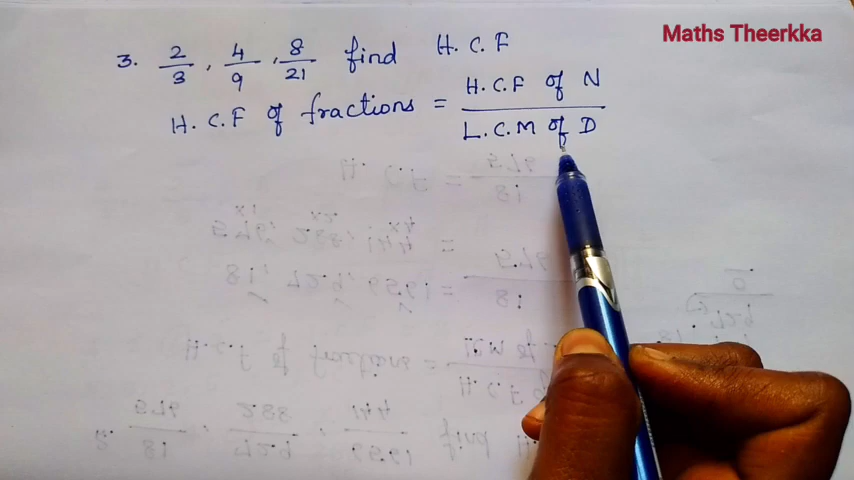 Maths Theerkka
3. 2/3, 4/9, 8/21 find H.C.F
H.C.F of fractions = H.C.F of N / L.C.M of D